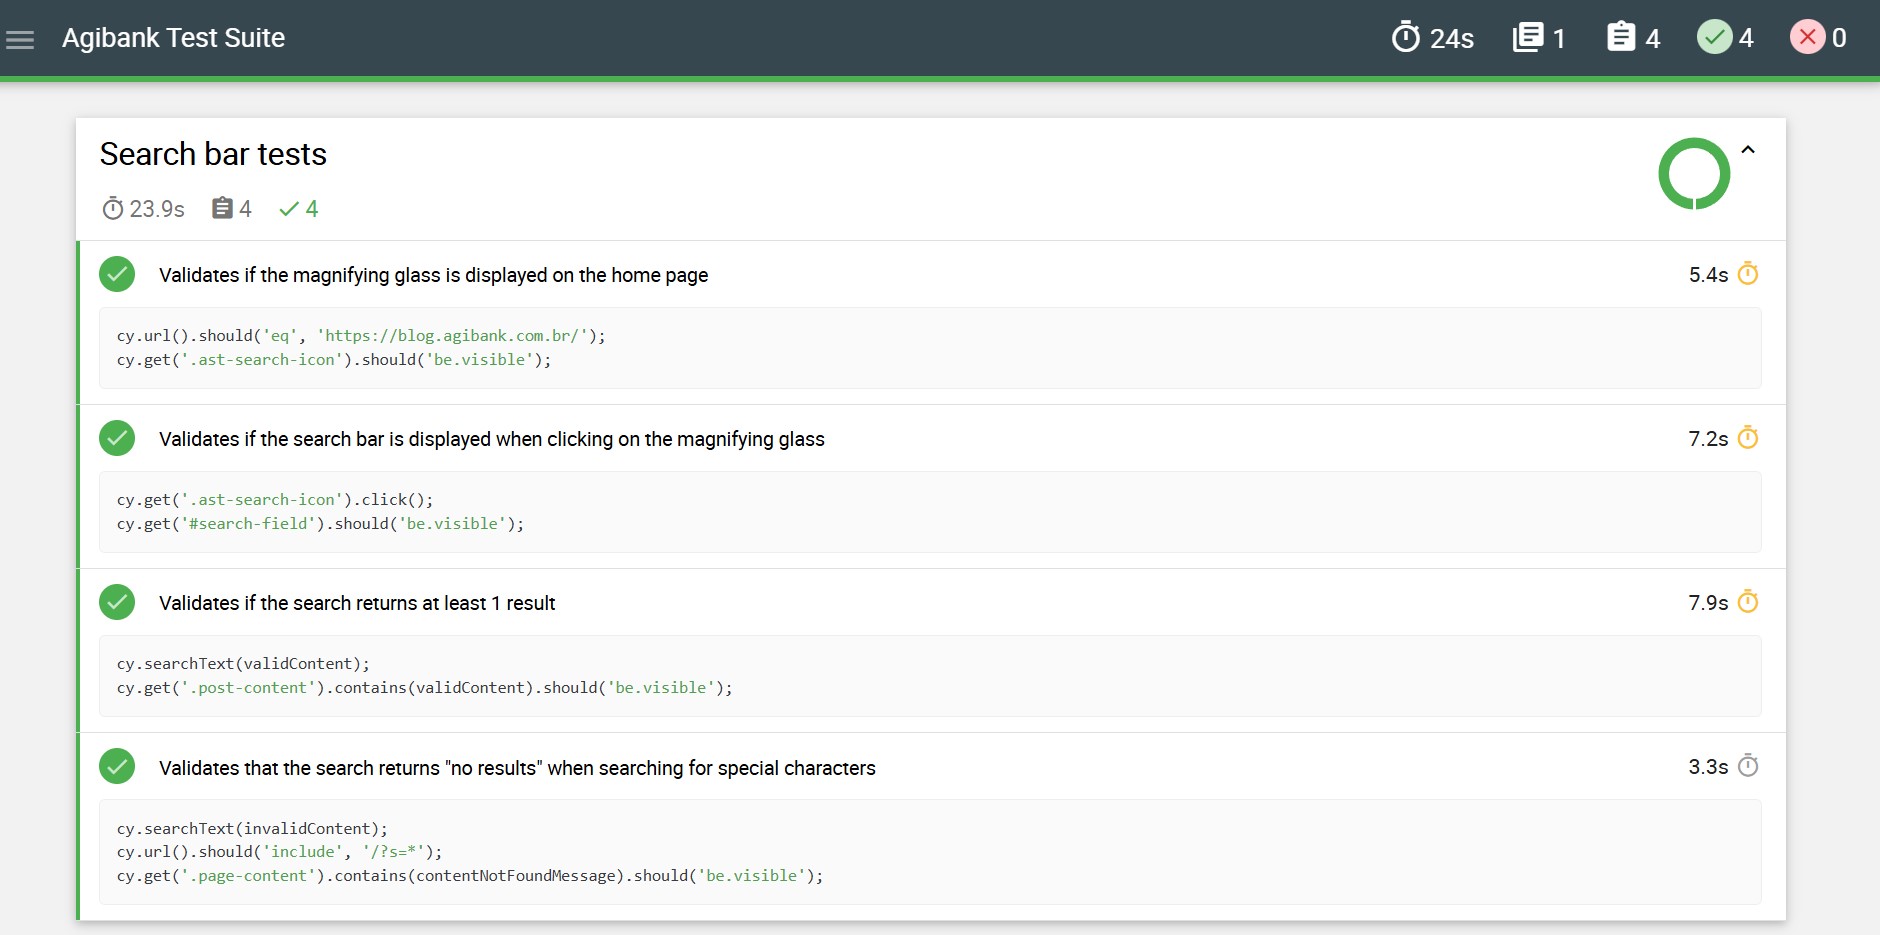 Agibank Test Suite
24s 1 4 4 0
Search bar tests
23.9s 4 4
Validates if the magnifying glass is displayed on the home page 5.4s
cy.url().should('eq', 'https://blog.agibank.com.br/');
cy.get('.ast-search-icon').should('be.visible');
Validates if the search bar is displayed when clicking on the magnifying glass 7.2s
cy.get('.ast-search-icon').click();
cy.get('#search-field').should('be.visible');
Validates if the search returns at least 1 result 7.9s
cy.searchText(validContent);
cy.get('.post-content').contains(validContent).should('be.visible');
Validates that the search returns "no results" when searching for special characters 3.3s
cy.searchText(invalidContent);
cy.url().should('include', '/?s=*');
cy.get('.page-content').contains(contentNotFoundMessage).should('be.visible');